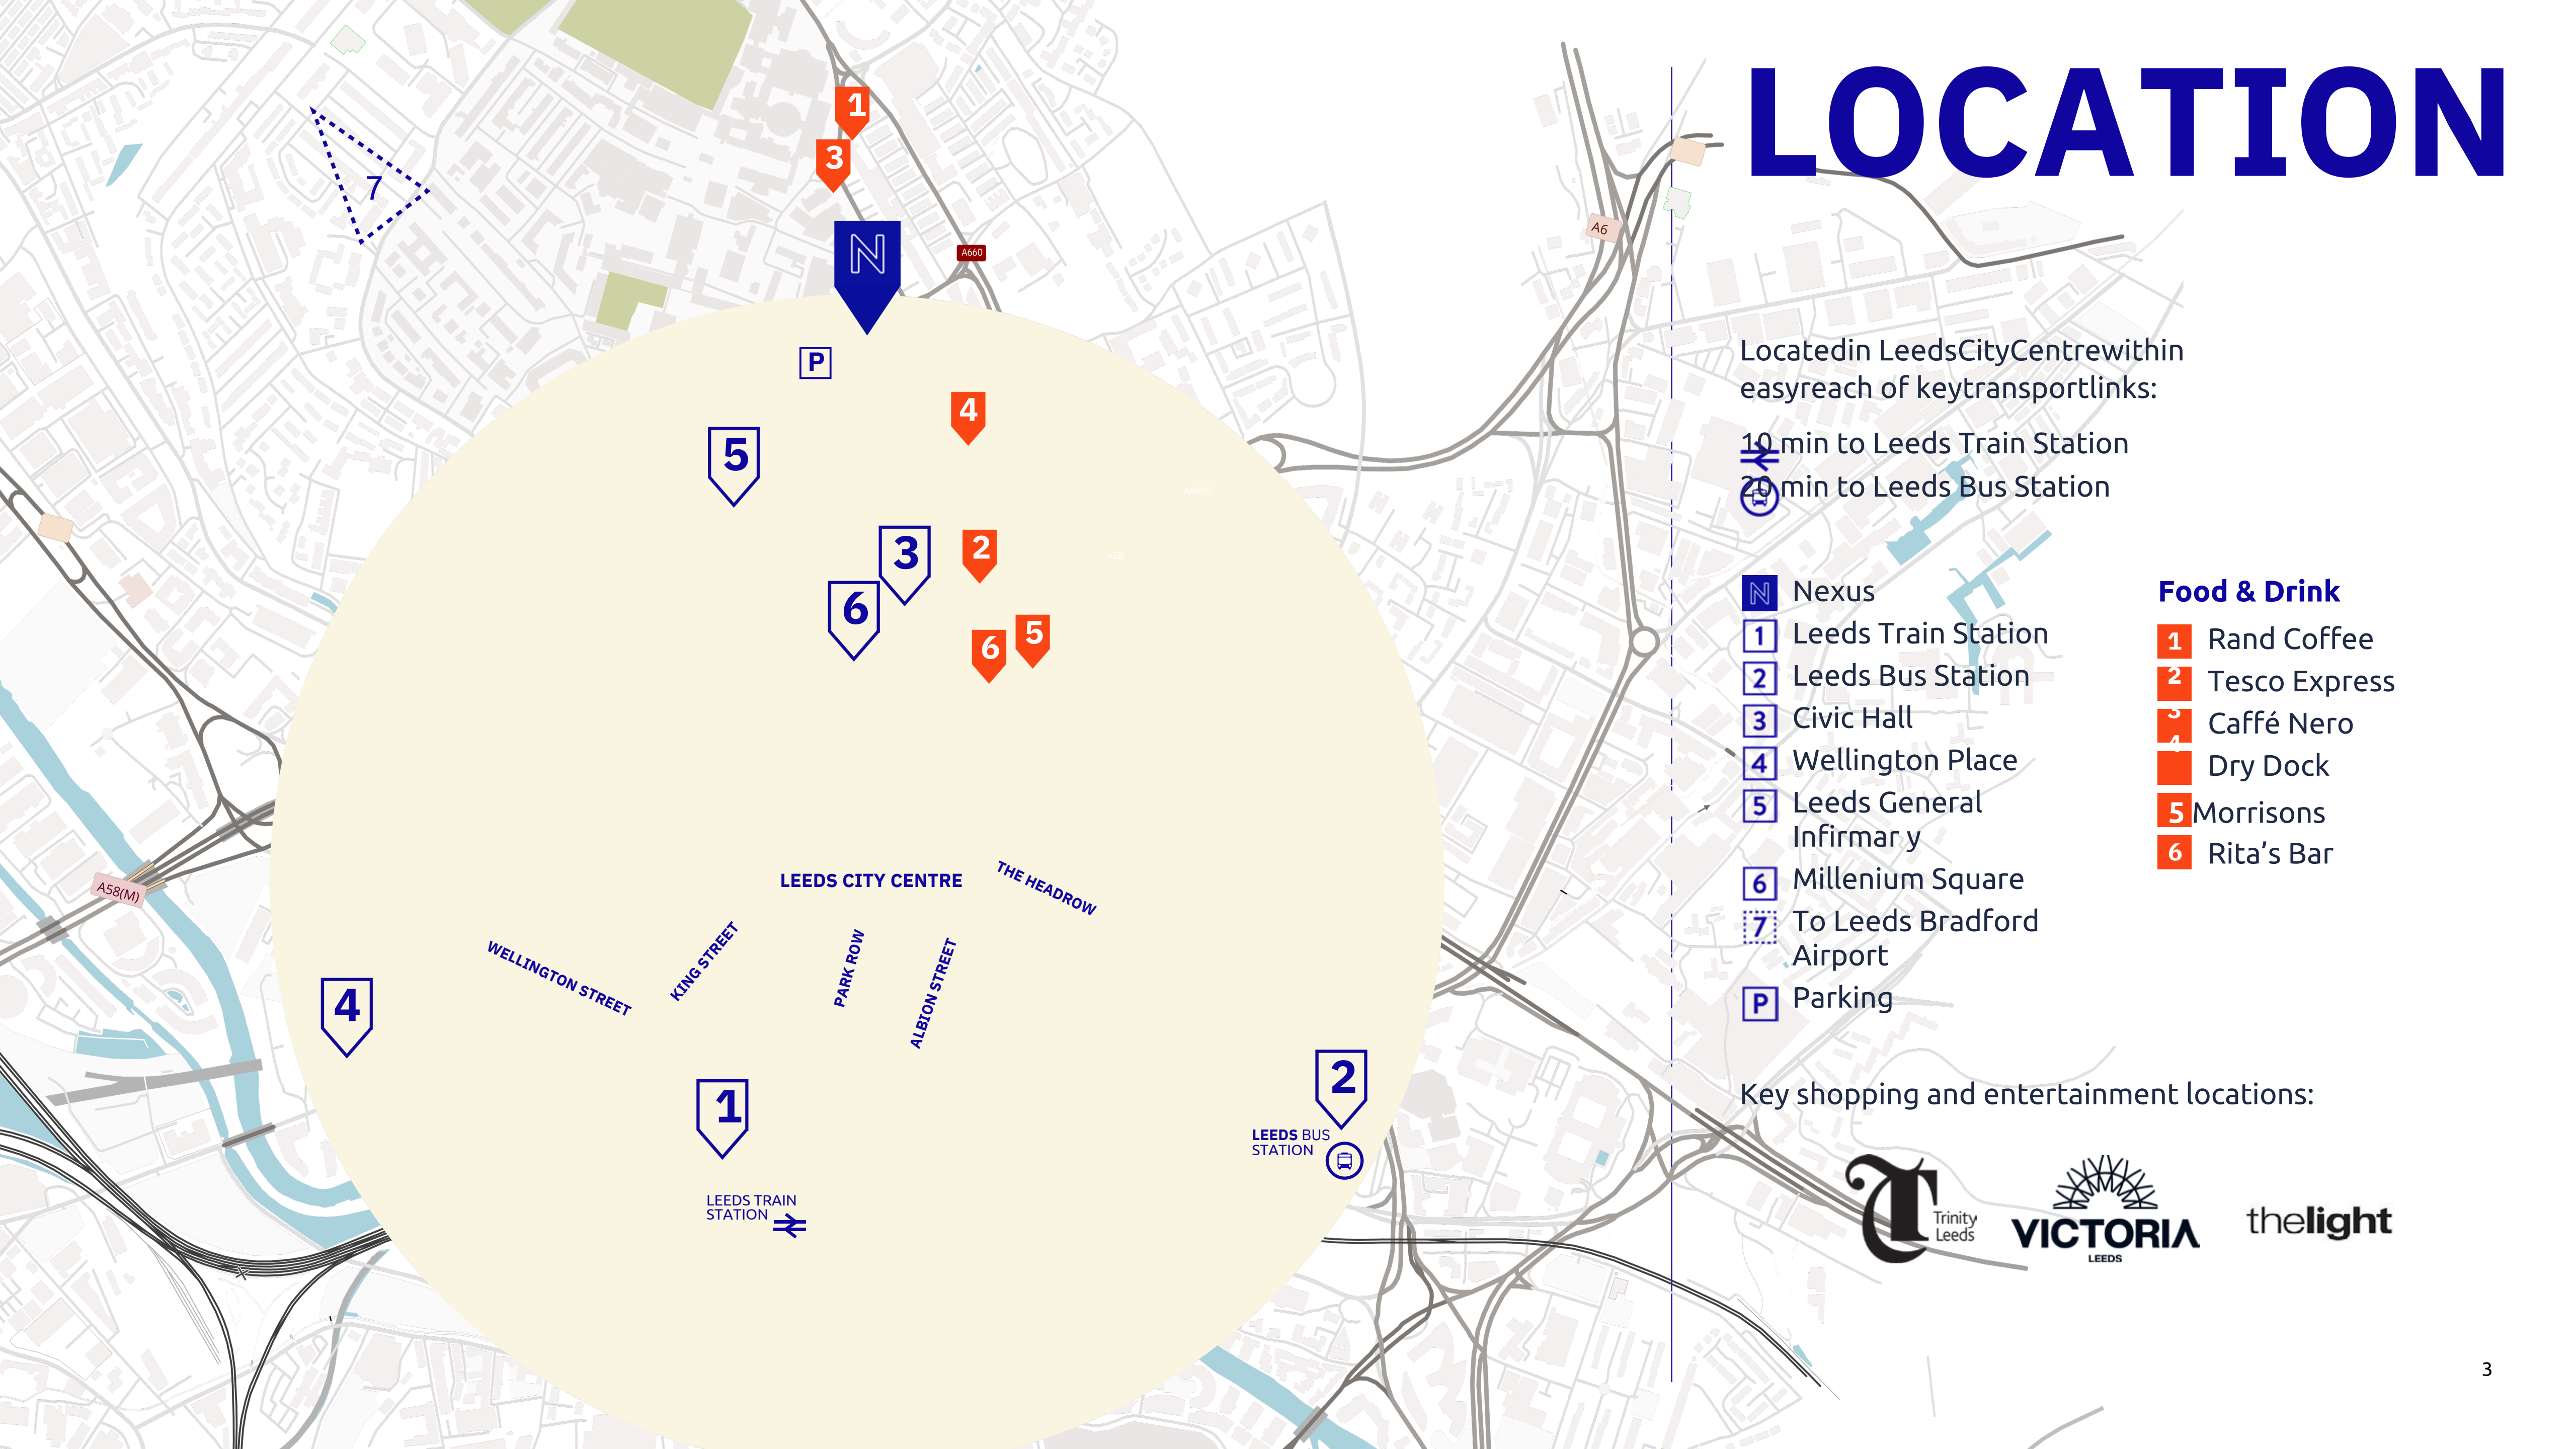 LOCATION
1
3
7
N
A660
A6
P
4
5
3
2
6
6
5
LEEDS CITY CENTRE
THE HEADROW
WELLINGTON STREET
KING STREET
PARK ROW
ALBION STREET
A58(M)
4
1
2
LEEDS BUS
STATION
LEEDS TRAIN
STATION
Locatedin LeedsCityCentrewithin
easyreach of keytransportlinks:
10 min to Leeds Train Station
20 min to Leeds Bus Station
N Nexus
1 Leeds Train Station
2 Leeds Bus Station
3 Civic Hall
4 Wellington Place
5 Leeds General
Infirmar y
6 Millenium Square
7 To Leeds Bradford
Airport
P Parking
Food & Drink
1 Rand Coffee
2 Tesco Express
3 Caffé Nero
4 Dry Dock
5 Morrisons
6 Rita’s Bar
Key shopping and entertainment locations:
T Trinity
Leeds
VICTORIA
LEEDS
thelight
3